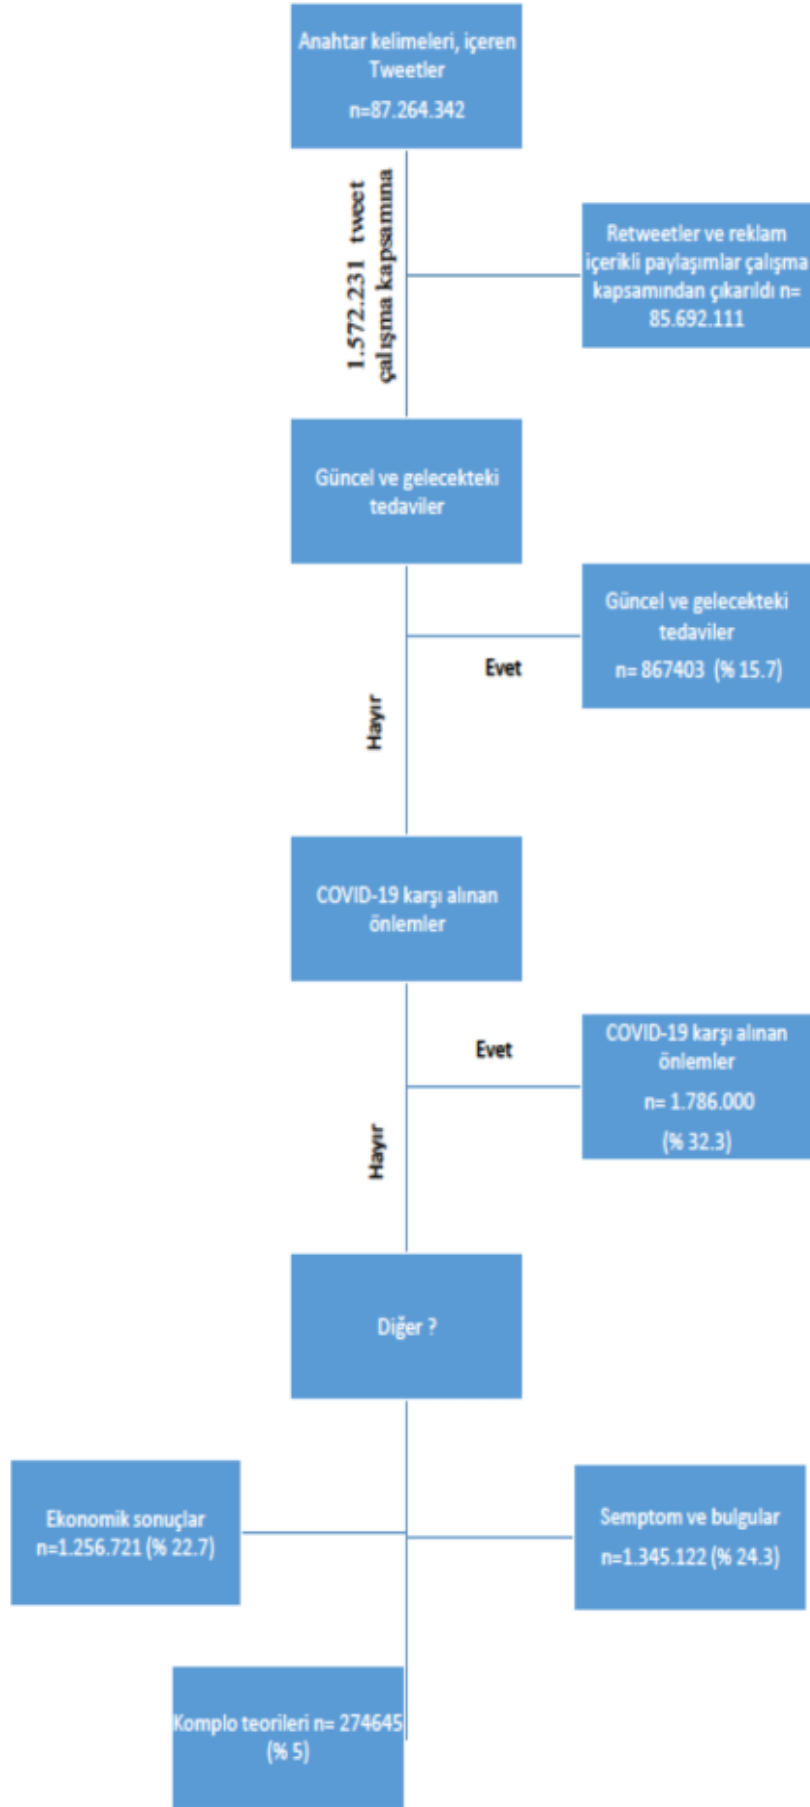 Anahtar kelimeleri, içeren
Tweetler
n=87.264.342
1.572.231 tweet
çalışma kapsamına
Retweetler ve reklam
içerikli paylaşımlar çalışma
kapsamından çıkarıldı n=
85.692.111
Güncel ve gelecekteki
tedaviler
Güncel ve gelecekteki
tedaviler
n= 867403 (% 15.7)
Evet
Hayır
COVID-19 karşı alınan
önlemler
COVID-19 karşı alınan
önlemler
n= 1.786.000
(% 32.3)
Evet
Hayır
Diğer ?
Ekonomik sonuçlar
n=1.256.721 (% 22.7)
Semptom ve bulgular
n=1.345.122 (% 24.3)
Komplo teorileri n= 274645
(% 5)